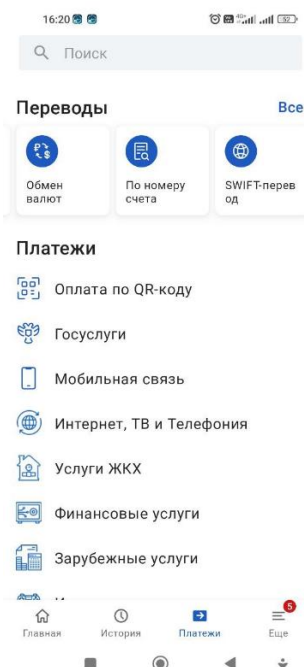 16:20
Поиск
Переводы
Все
Обмен
валют
По номеру
счета
SWIFT-перев
од
Платежи
Оплата по QR-коду
Госуслуги
Мобильная связь
Интернет, ТВ и Телефония
Услуги ЖКХ
Финансовые услуги
Зарубежные услуги
5
Главная
История
Платежи
Еще